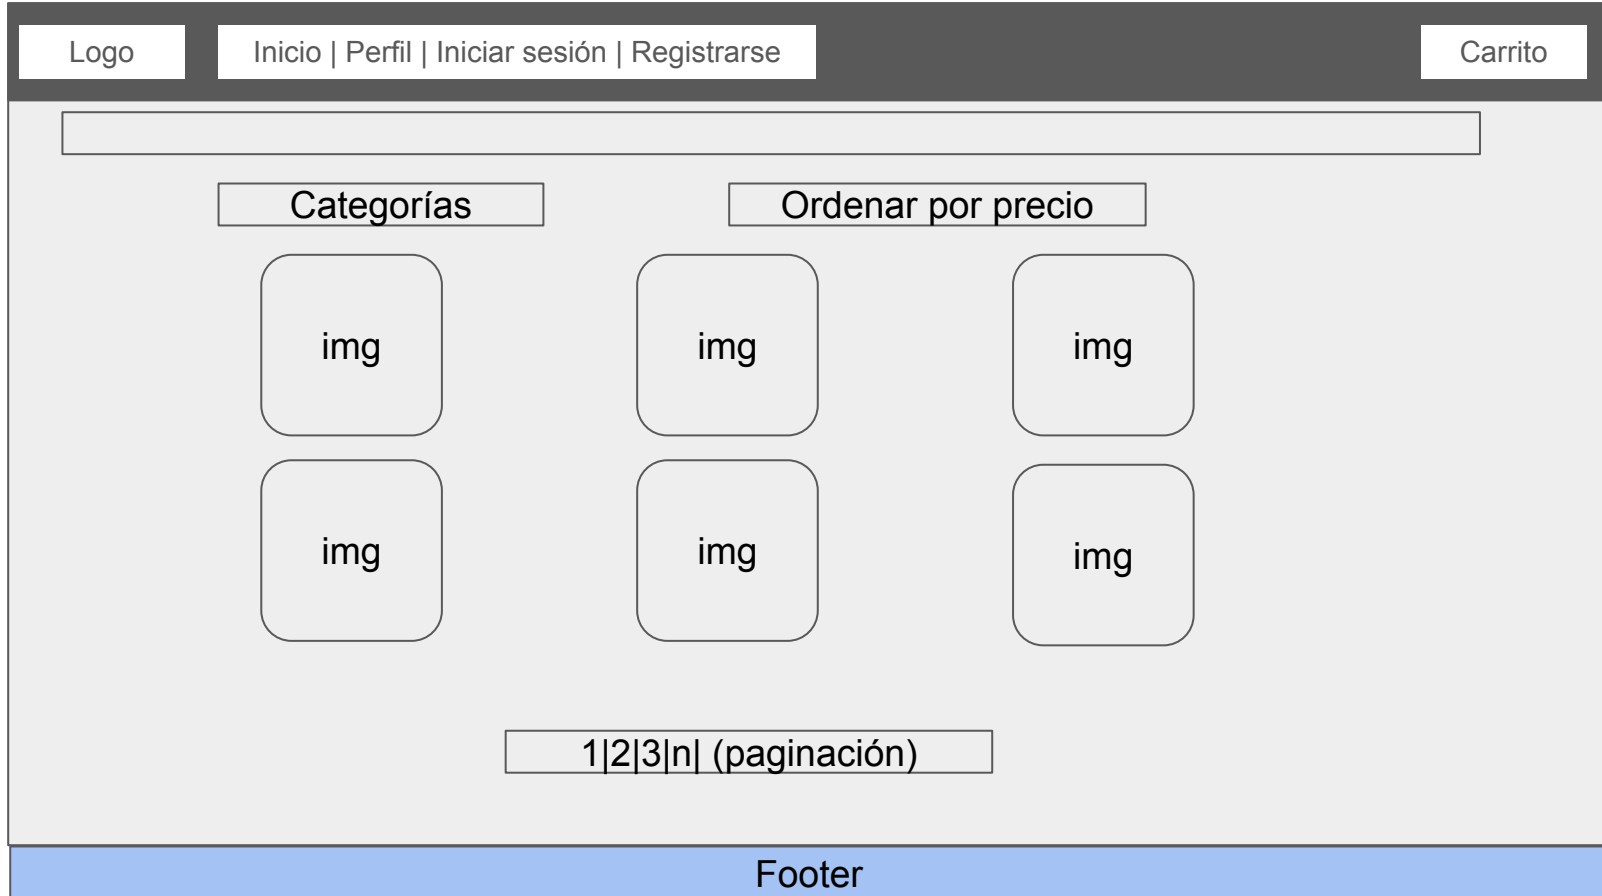 Logo
Inicio | Perfil | Iniciar sesión | Registrarse
Carrito
Categorías
Ordenar por precio
img
img
img
img
img
img
1|2|3|n| (paginación)
Footer